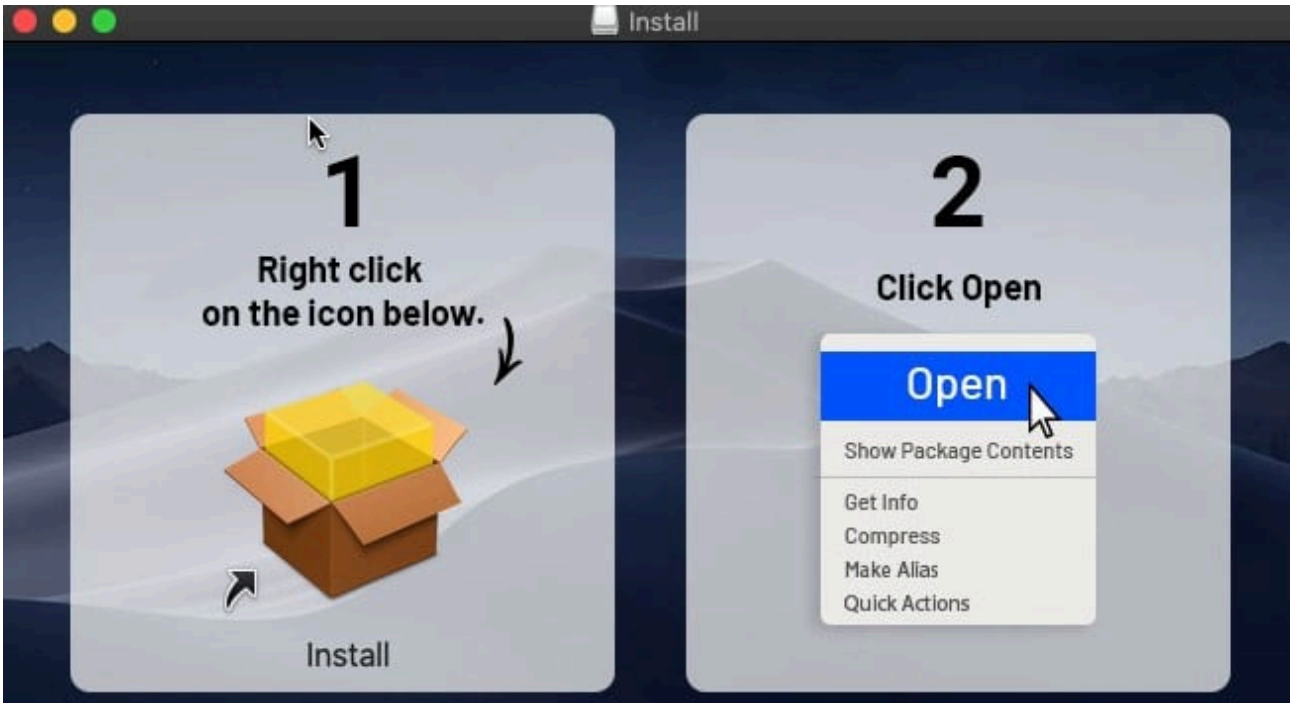 Install
1
Right click
on the icon below.
Install
2
Click Open
Open
Show Package Contents
Get Info
Compress
Make Alias
Quick Actions